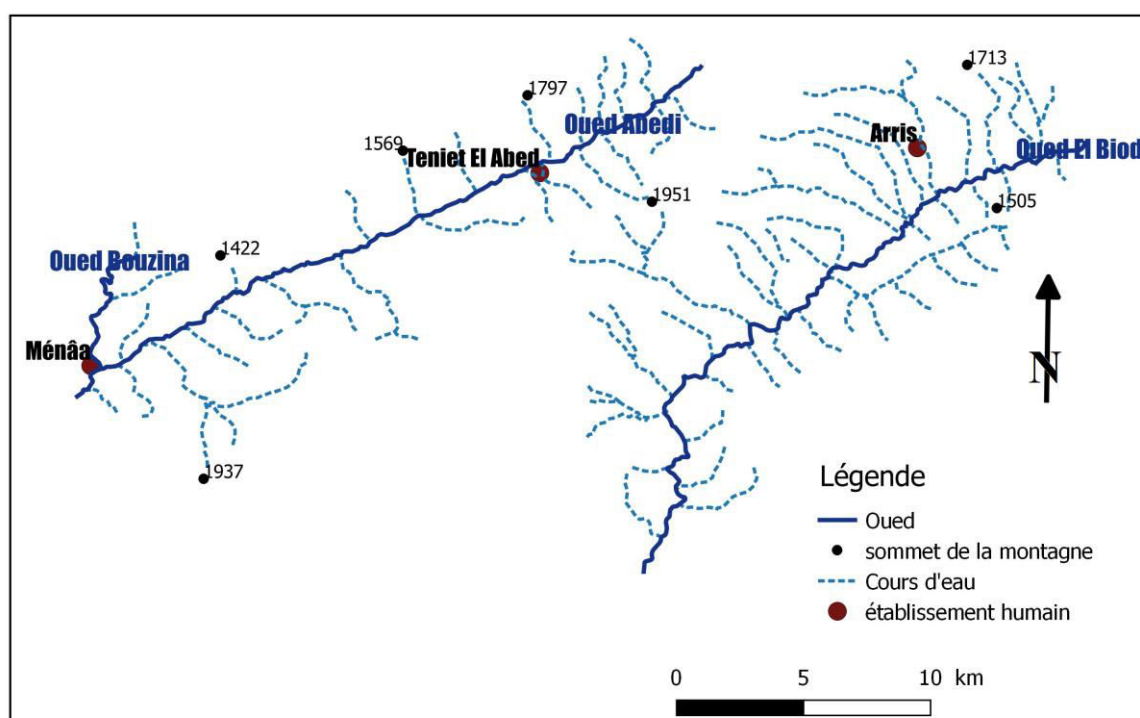 1713
1797
Oued Abedi
1569
Teniet El Abed
Arris
Oued El Biod
1951
1505
1422
Oued Bouzina
Ménâa
N
1937
Légende
Oued
sommet de la montagne
Cours d'eau
établissement humain
0 5 10 km